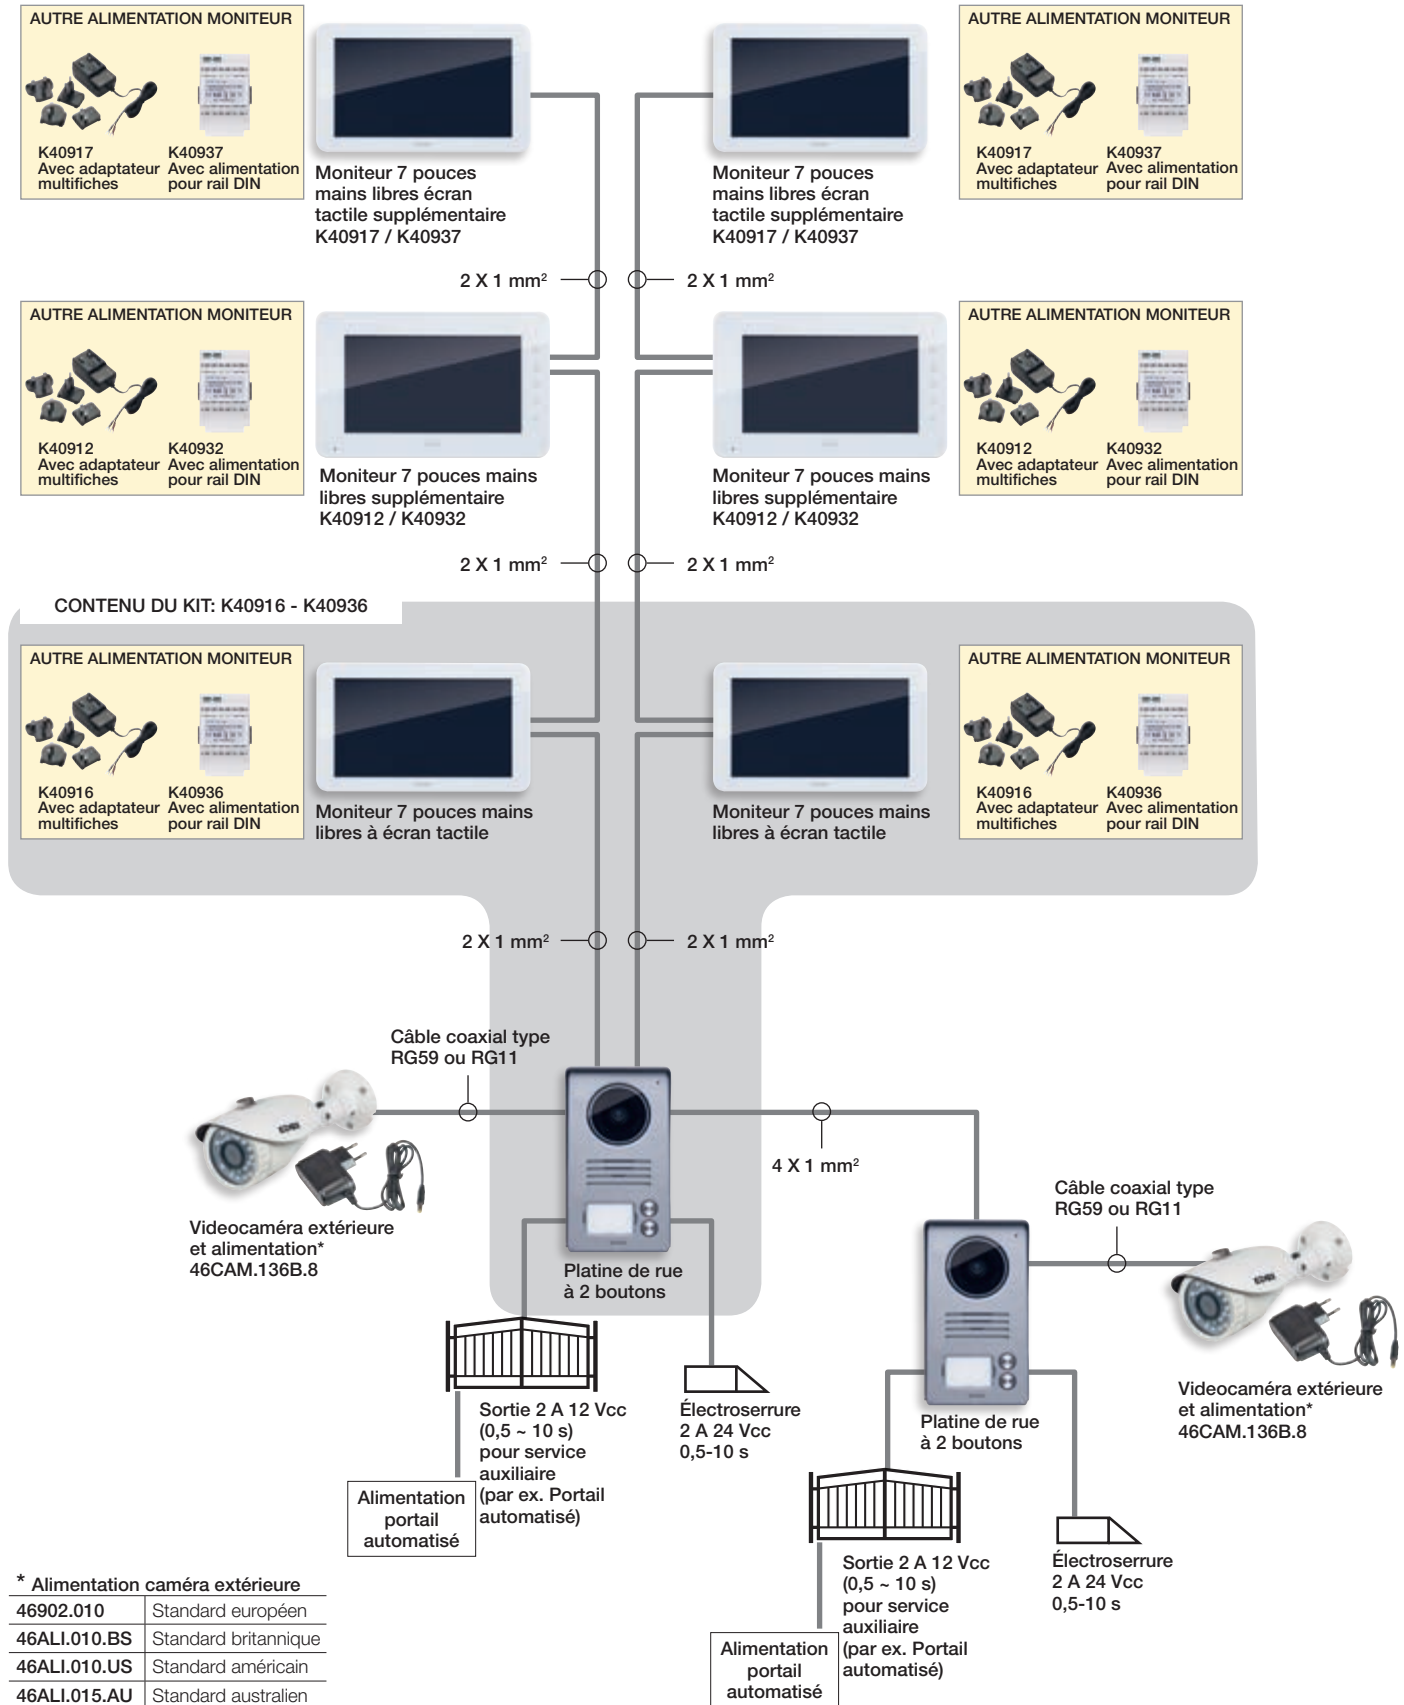 AUTRE ALIMENTATION MONITEUR
K40917
Avec adaptateur
multifiches
K40937
Avec alimentation
pour rail DIN
Moniteur 7 pouces
mains libres écran
tactile supplémentaire
K40917 / K40937
Moniteur 7 pouces
mains libres écran
tactile supplémentaire
K40917 / K40937
AUTRE ALIMENTATION MONITEUR
K40917
Avec adaptateur
multifiches
K40937
Avec alimentation
pour rail DIN
2 X 1 mm²
2 X 1 mm²
AUTRE ALIMENTATION MONITEUR
K40912
Avec adaptateur
multifiches
K40932
Avec alimentation
pour rail DIN
Moniteur 7 pouces mains
libres supplémentaire
K40912 / K40932
Moniteur 7 pouces mains
libres supplémentaire
K40912 / K40932
AUTRE ALIMENTATION MONITEUR
K40912
Avec adaptateur
multifiches
K40932
Avec alimentation
pour rail DIN
2 X 1 mm²
2 X 1 mm²
CONTENU DU KIT: K40916 - K40936
AUTRE ALIMENTATION MONITEUR
K40916
Avec adaptateur
multifiches
K40936
Avec alimentation
pour rail DIN
Moniteur 7 pouces mains
libres à écran tactile
Moniteur 7 pouces mains
libres à écran tactile
AUTRE ALIMENTATION MONITEUR
K40916
Avec adaptateur
multifiches
K40936
Avec alimentation
pour rail DIN
2 X 1 mm²
2 X 1 mm²
Câble coaxial type
RG59 ou RG11
4 X 1 mm²
Câble coaxial type
RG59 ou RG11
Videocaméra extérieure
et alimentation*
46CAM.136B.8
Platine de rue
à 2 boutons
Videocaméra extérieure
et alimentation*
46CAM.136B.8
Platine de rue
à 2 boutons
Sortie 2 A 12 Vcc
(0,5 ~ 10 s)
pour service
auxiliaire
(par ex. Portail
automatisé)
Électroserrure
2 A 24 Vcc
0,5-10 s
Alimentation
portail
automatisé
Sortie 2 A 12 Vcc
(0,5 ~ 10 s)
pour service
auxiliaire
(par ex. Portail
automatisé)
Électroserrure
2 A 24 Vcc
0,5-10 s
Alimentation
portail
automatisé
* Alimentation caméra extérieure
46902.010 Standard européen
46ALI.010.BS Standard britannique
46ALI.010.US Standard américain
46ALI.015.AU Standard australien